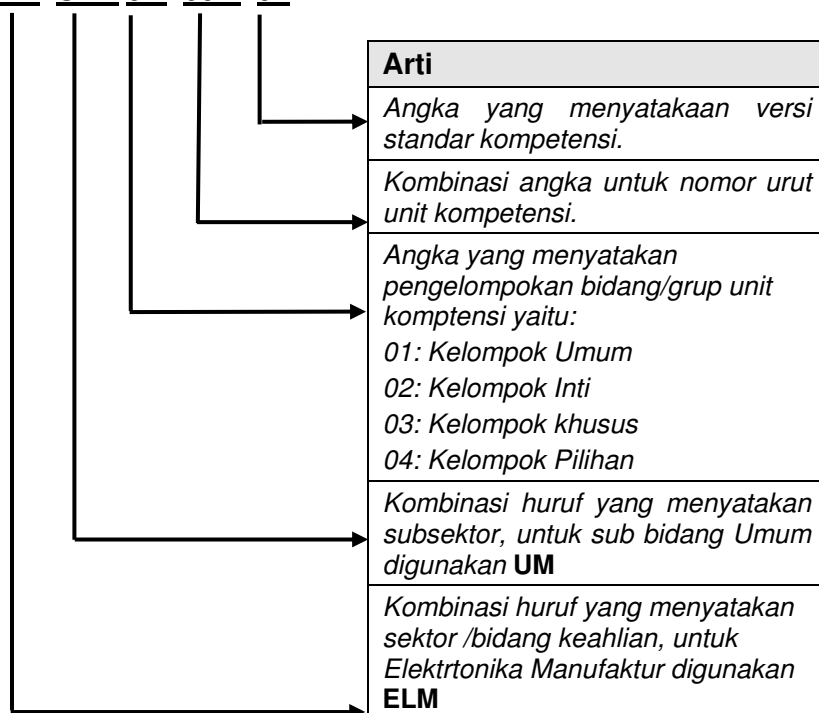 Arti
Angka yang menyatakaan versi
standar kompetensi.
Kombinasi angka untuk nomor urut
unit kompetensi.
Angka yang menyatakan
pengelompokan bidang/grup unit
komptensi yaitu:
01: Kelompok Umum
02: Kelompok Inti
03: Kelompok khusus
04: Kelompok Pilihan
Kombinasi huruf yang menyatakan
subsektor, untuk sub bidang Umum
digunakan UM
Kombinasi huruf yang menyatakan
sektor /bidang keahlian, untuk
Elektrtonika Manufaktur digunakan
ELM